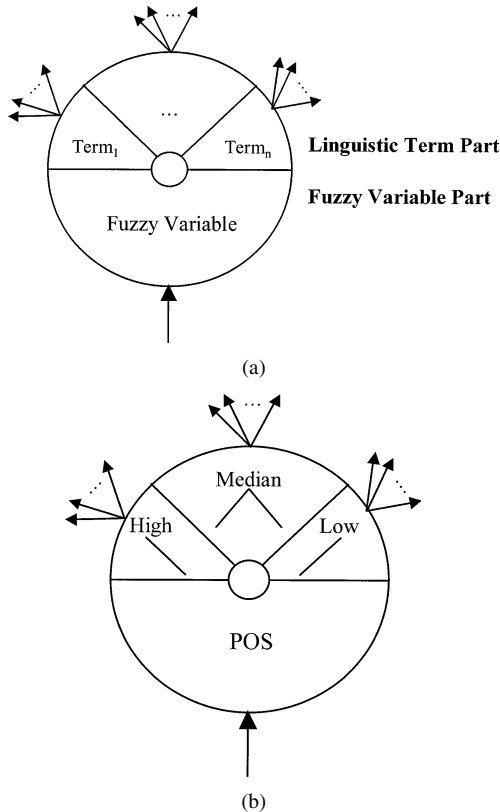 ...
...
...
...
Term₁
Termₙ
Linguistic Term Part
Fuzzy Variable Part
Fuzzy Variable
(a)
...
...
...
Median
High
Low
POS
(b)